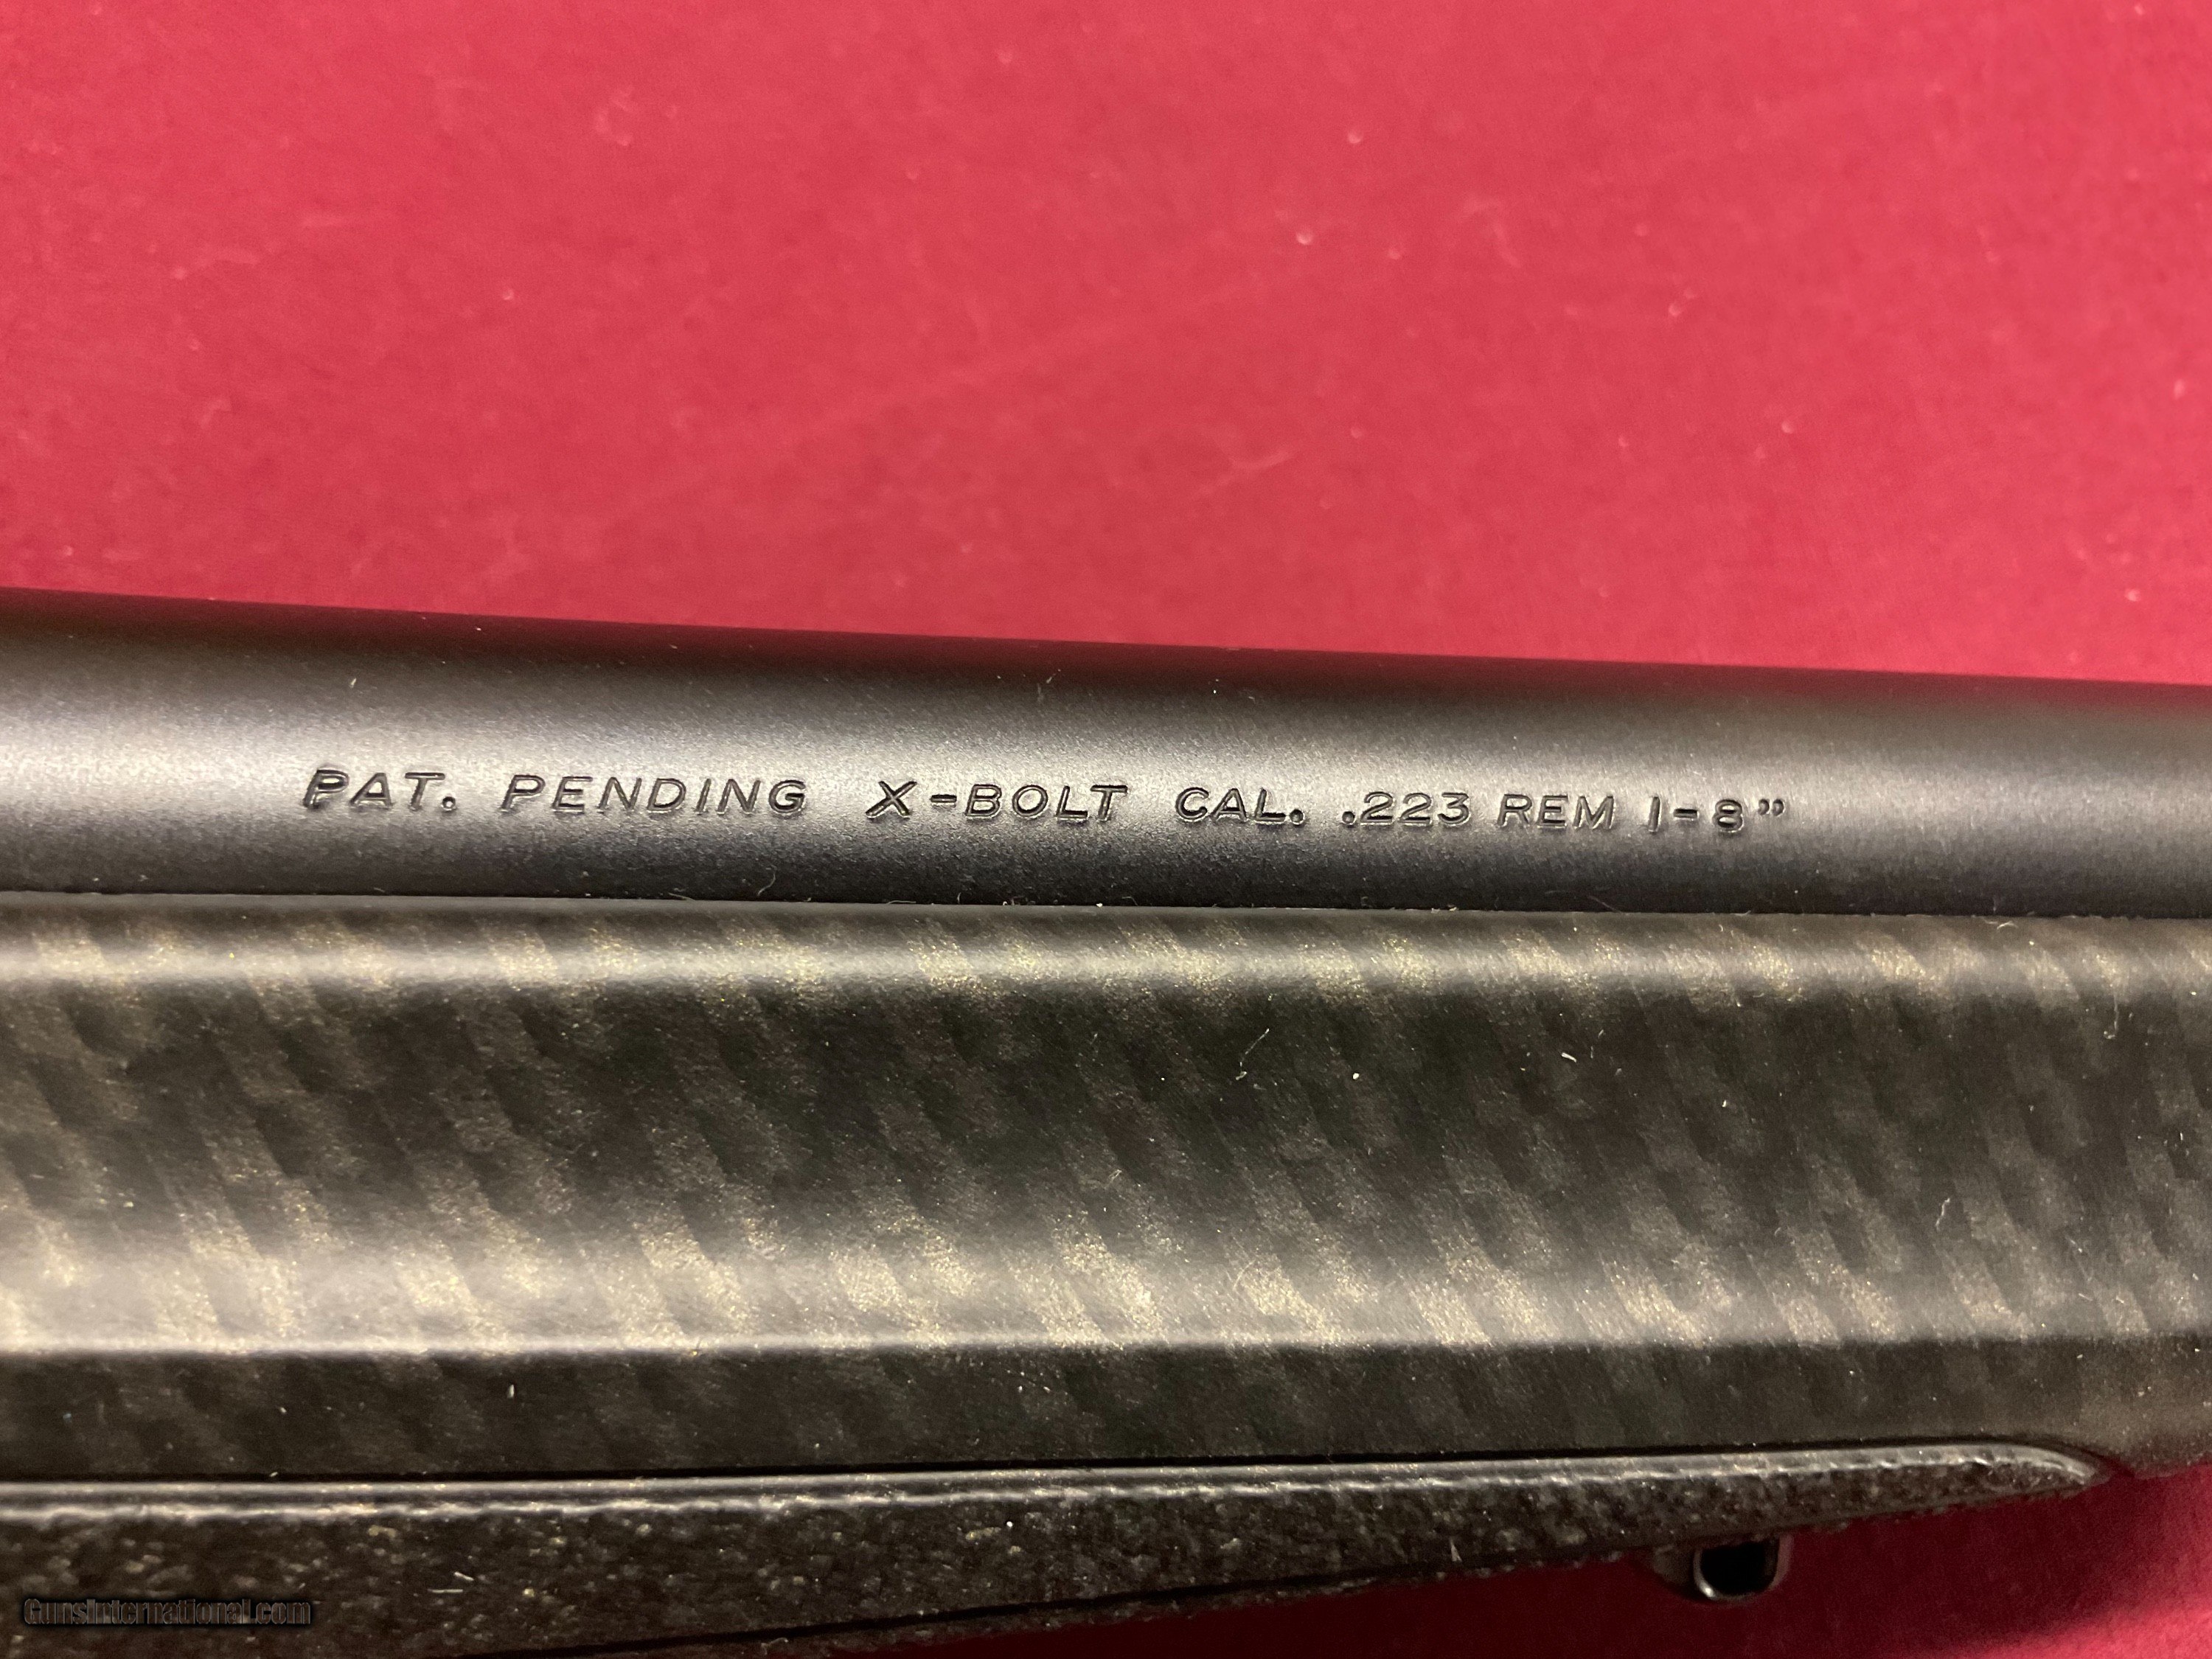 PAT. PENDING X-BOLT CAL. .223 REM 1-8"
GunsInternational.com